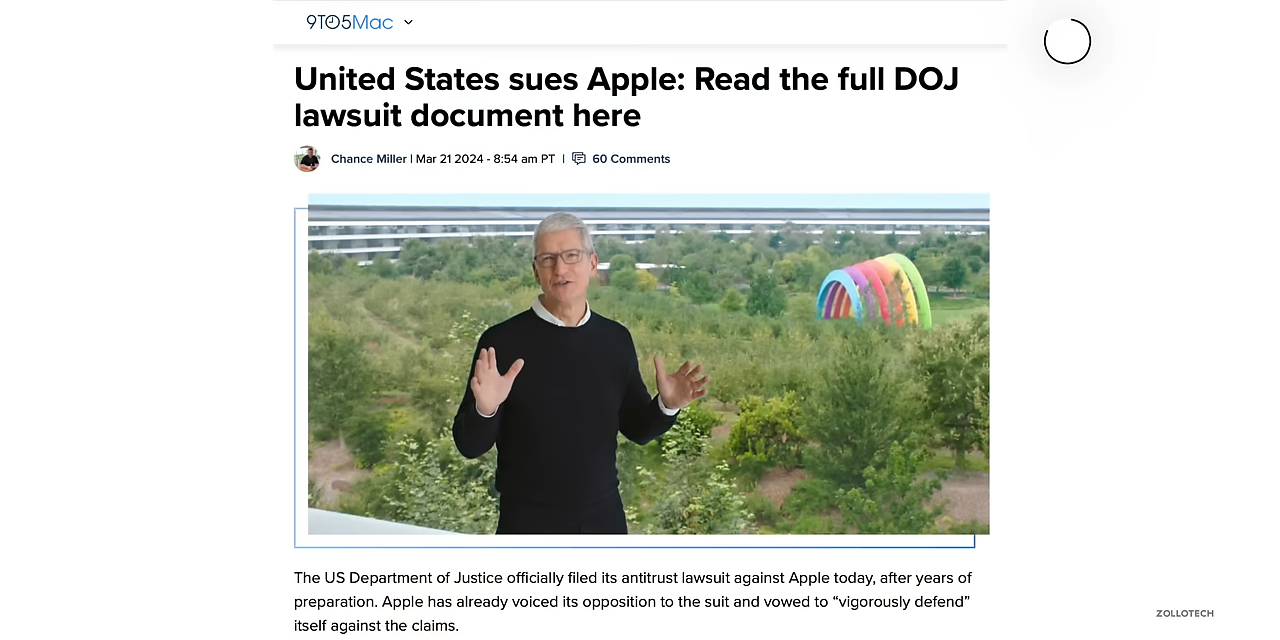 9TO5Mac
United States sues Apple: Read the full DOJ
lawsuit document here
Chance Miller | Mar 21 2024 - 8:54 am PT | 60 Comments
The US Department of Justice officially filed its antitrust lawsuit against Apple today, after years of
preparation. Apple has already voiced its opposition to the suit and vowed to “vigorously defend”
itself against the claims.
ZOLLOTECH